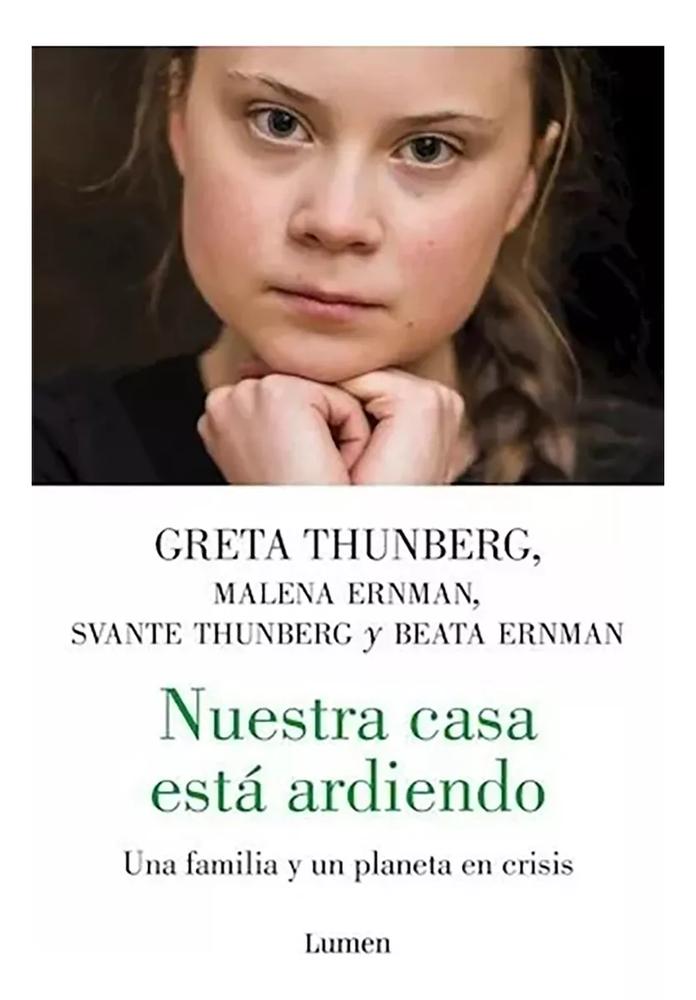 GRETA THUNBERG,
MALENA ERNMAN,
SVANTE THUNBERG y BEATA ERNMAN
Nuestra casa
está ardiendo
Una familia y un planeta en crisis
Lumen